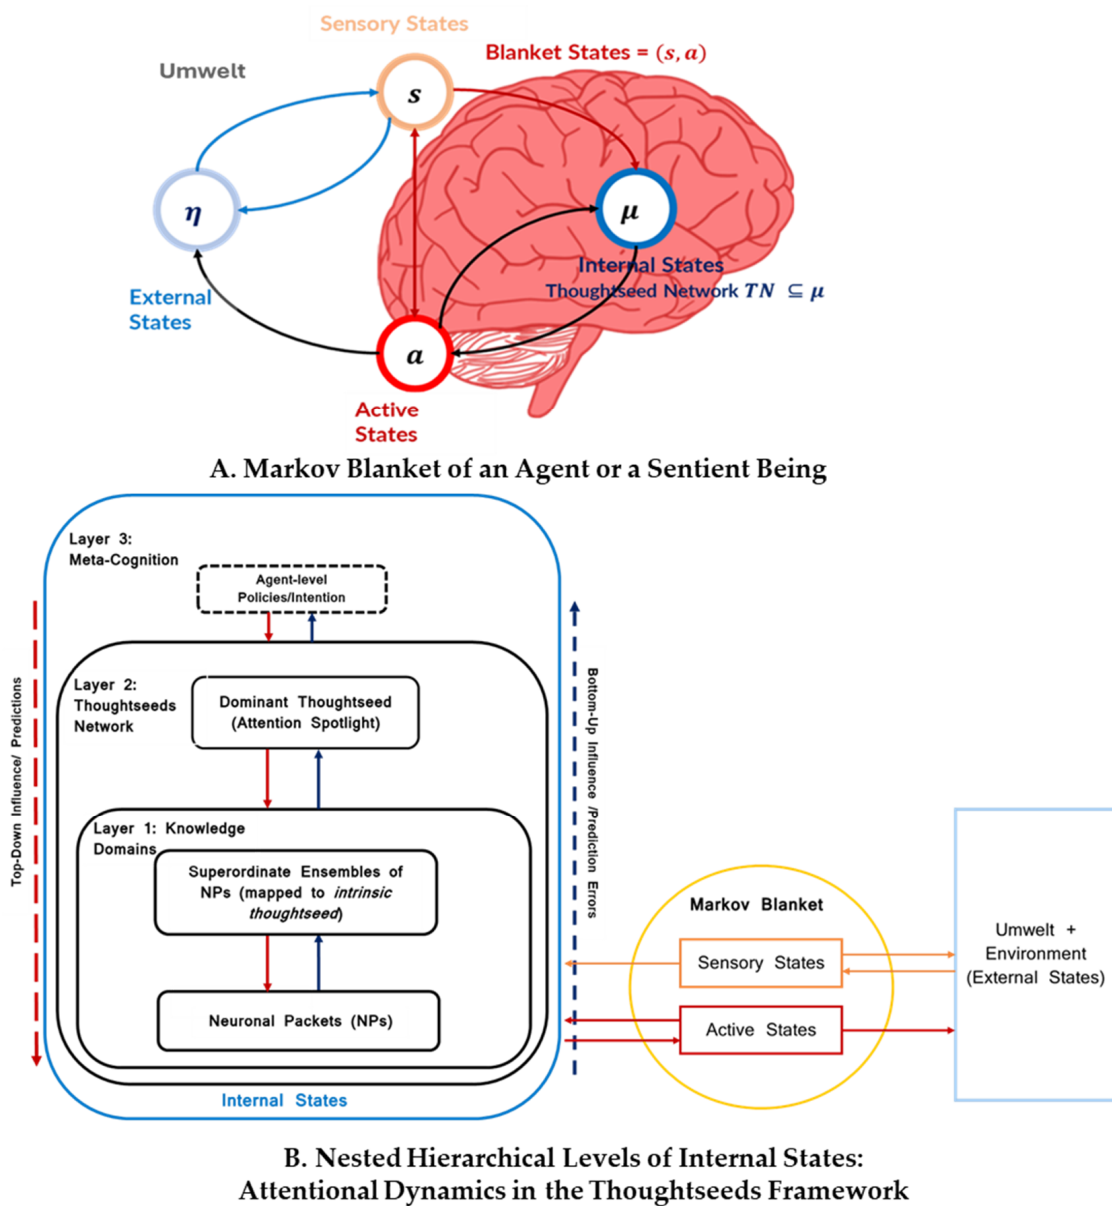 Sensory States
Blanket States = (s, a)
Umwelt
s
η
μ
Internal States
Thoughtseed Network TN ⊆ μ
External
States
a
Active
States
A. Markov Blanket of an Agent or a Sentient Being
Layer 3:
Meta-Cognition
Agent-level
Policies/Intention
Layer 2:
Thoughtseeds
Network
Dominant Thoughtseed
(Attention Spotlight)
Layer 1: Knowledge
Domains
Superordinate Ensembles of
NPs (mapped to intrinsic
thoughtseed)
Neuronal Packets (NPs)
Internal States
Top-Down Influence/ Predictions
Bottom-Up Influence /Prediction Errors
Markov Blanket
Sensory States
Active States
Umwelt +
Environment
(External States)
B. Nested Hierarchical Levels of Internal States:
Attentional Dynamics in the Thoughtseeds Framework